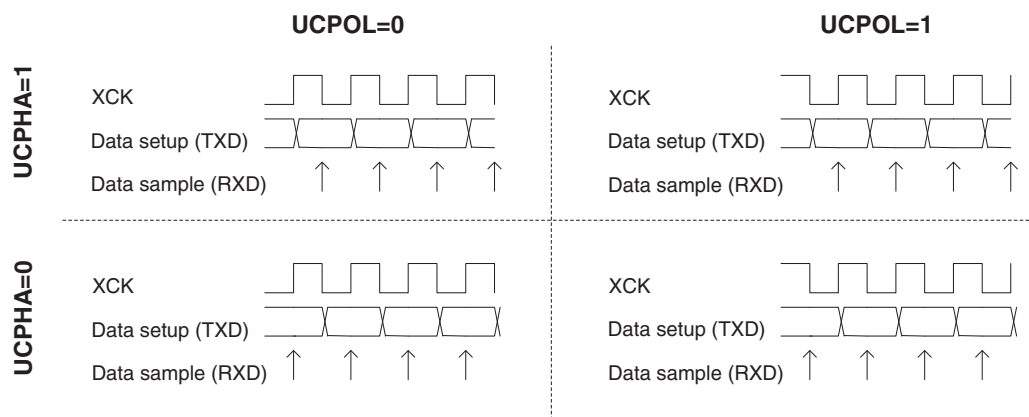 UCPOL=0
UCPOL=1
UCPHA=1
XCK
Data setup (TXD)
Data sample (RXD)
XCK
Data setup (TXD)
Data sample (RXD)
UCPHA=0
XCK
Data setup (TXD)
Data sample (RXD)
XCK
Data setup (TXD)
Data sample (RXD)